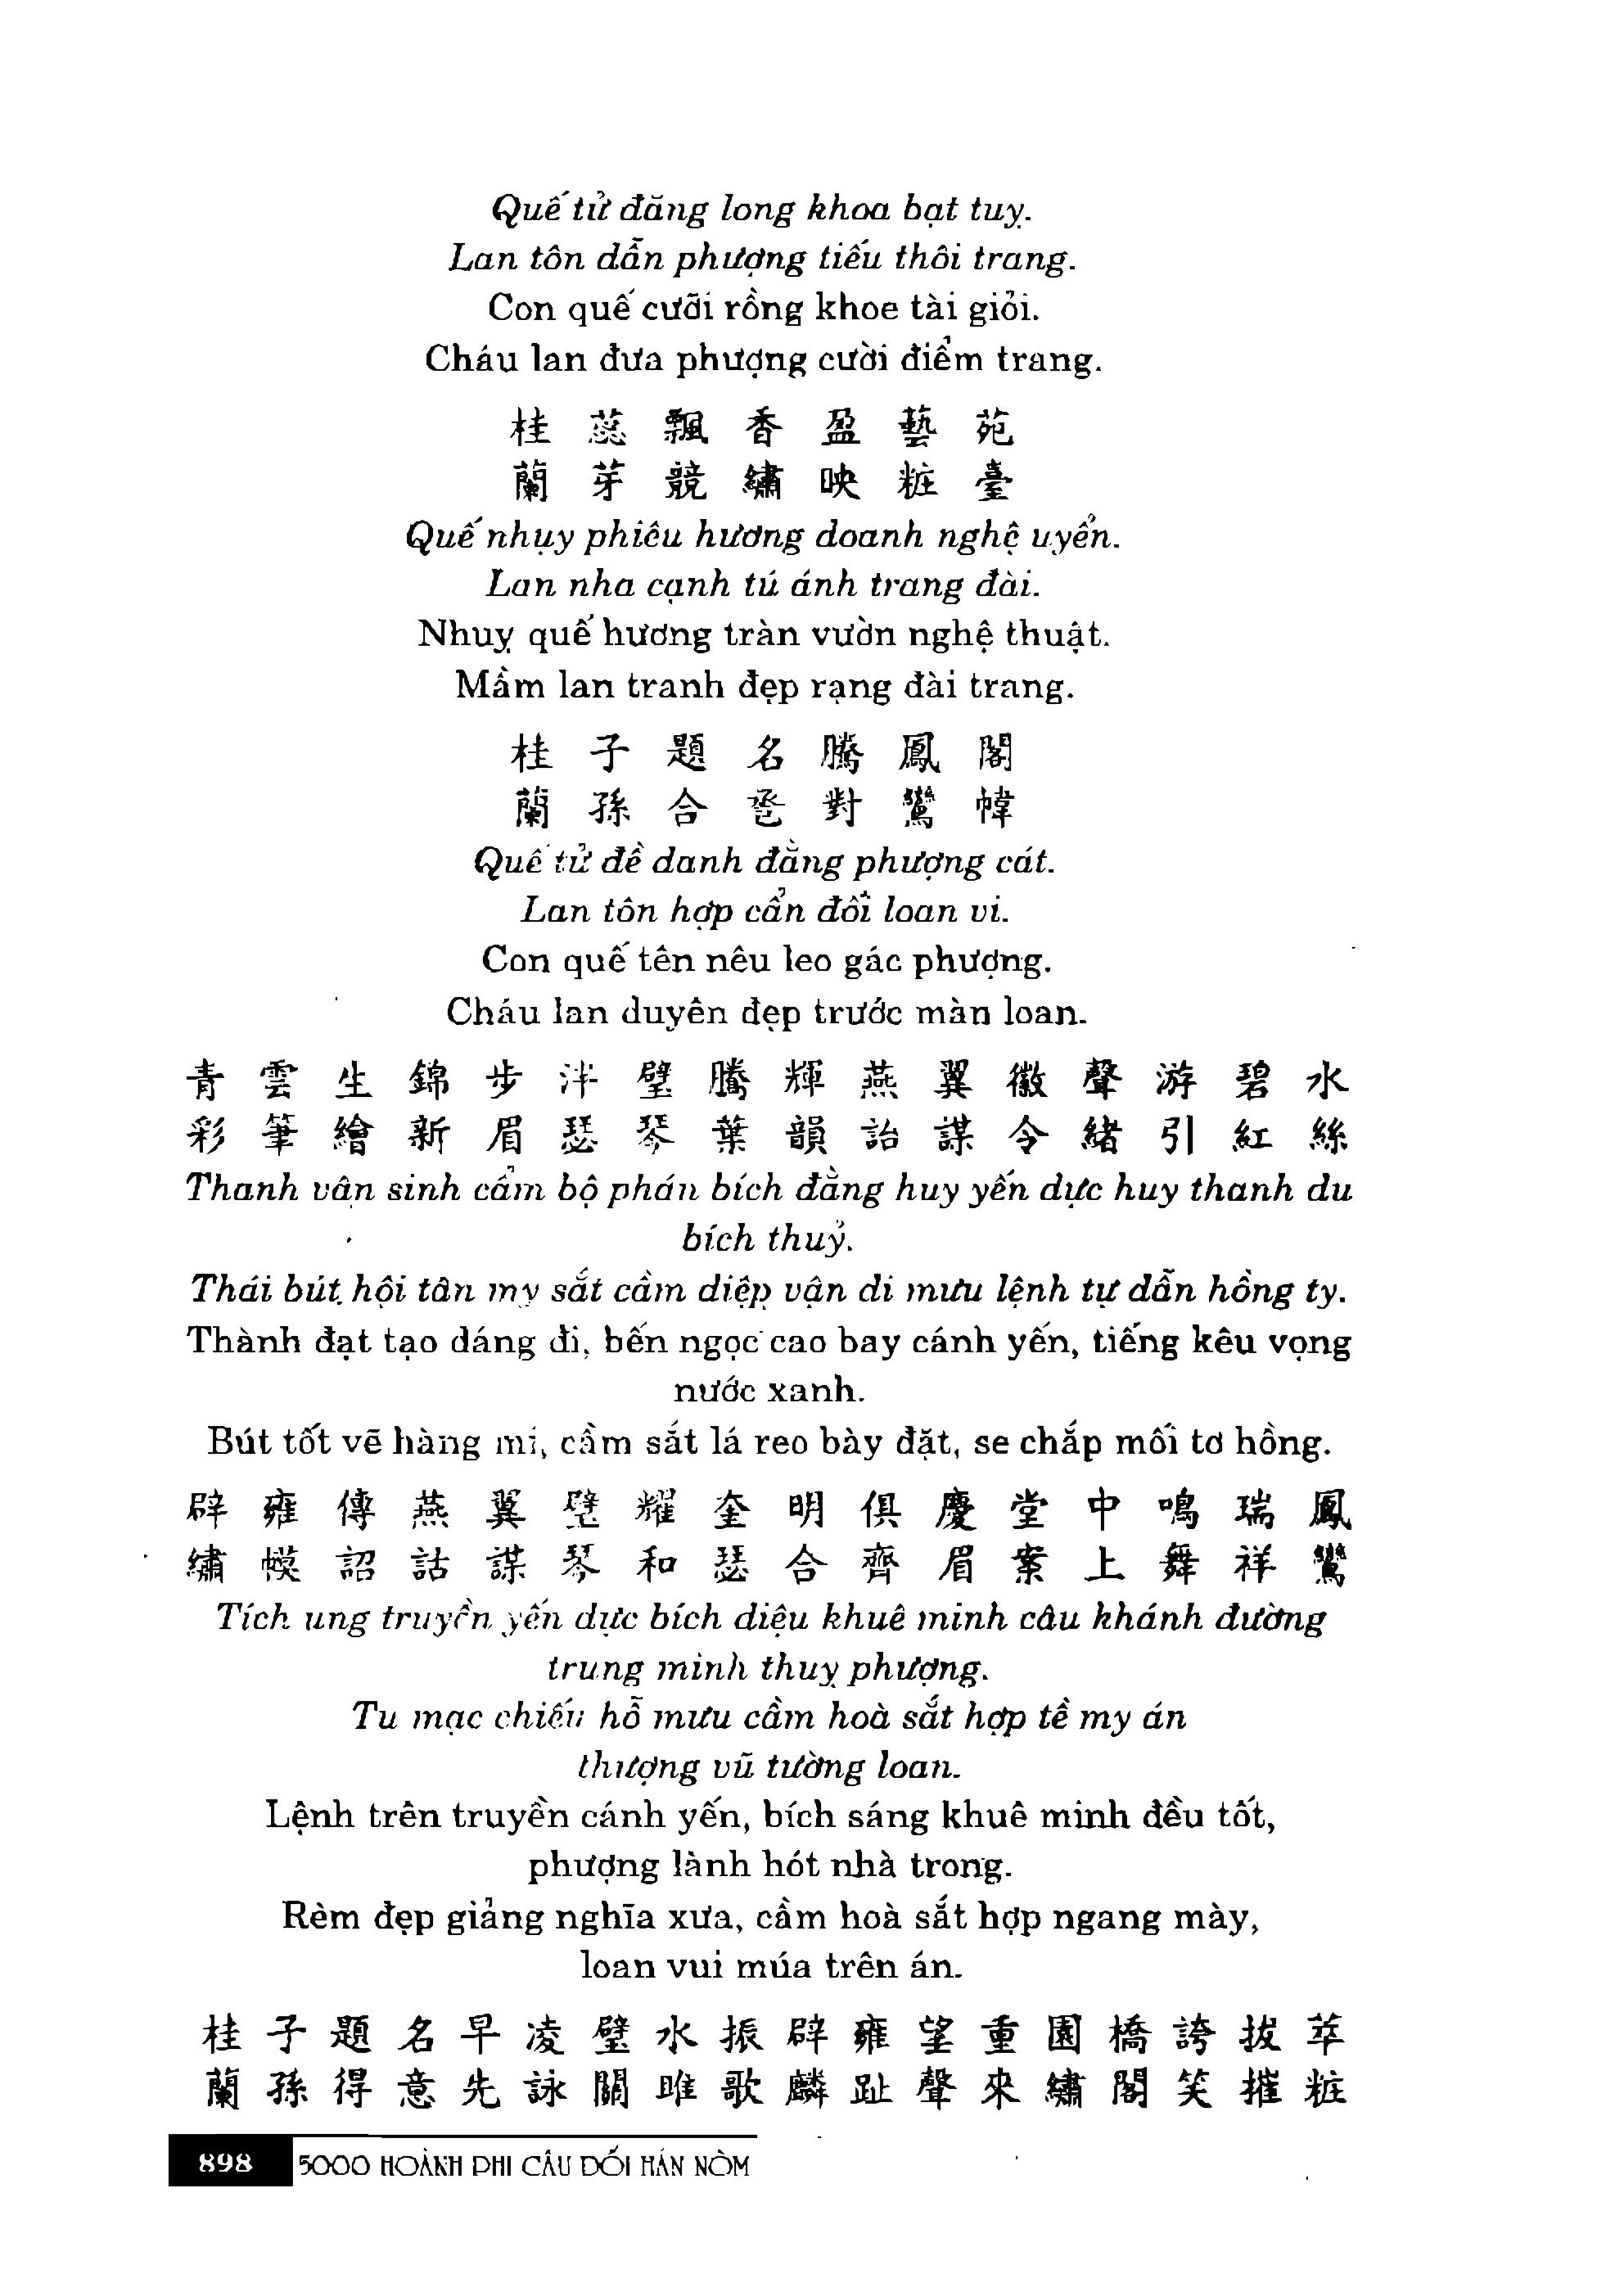 Quế tử đăng long khoa bạt tuỵ.
Lan tôn dẫn phượng tiếu thôi trang.
Con quế cưỡi rồng khoe tài giỏi.
Cháu lan đưa phượng cười điểm trang.
桂蕊飄香盈藝苑
蘭芽競繡映粧臺
Quế nhụy phiêu hương doanh nghệ uyển.
Lan nha cạnh tú ánh trang đài.
Nhuỵ quế hương tràn vườn nghệ thuật.
Mầm lan tranh đẹp rạng đài trang.
桂子題名騰鳳閣
蘭孫合巹對鸞幃
Quế tử đề danh đằng phượng cát.
Lan tôn hợp cẩn đối loan vi.
Con quế tên nêu leo gác phượng.
Cháu lan duyên đẹp trước màn loan.
青雲生錦步泮璧騰輝燕翼徽聲游碧水
彩筆繪新眉瑟琴葉韻詒謀令緒引紅絲
Thanh vân sinh cẩm bộ phán bích đằng huy yến dực huy thanh du
bích thuỷ.
Thái bút hội tân my sắt cầm diệp vận di mưu lệnh tự dẫn hồng ty.
Thành đạt tạo dáng đi, bến ngọc cao bay cánh yến, tiếng kêu vọng
nước xanh.
Bút tốt vẽ hàng mi, cầm sắt lá reo bày đặt, se chắp mối tơ hồng.
辟雍傳燕翼璧耀奎明俱慶堂中鳴瑞鳳
繡幙詔詁謀琴和瑟合齊眉案上舞祥鸞
Tích ung truyền yến dực bích diệu khuê minh câu khánh đường
trung minh thuỵ phượng.
Tu mạc chiếu hỗ mưu cầm hoà sắt hợp tề my án
thượng vũ tường loan.
Lệnh trên truyền cánh yến, bích sáng khuê minh đều tốt,
phượng lành hót nhà trong.
Rèm đẹp giảng nghĩa xưa, cầm hoà sắt hợp ngang mày,
loan vui múa trên án.
桂子題名早凌璧水振辟雍望重園橋誇拔萃
蘭孫得意先詠關雎歌麟趾聲來繡閣笑摧粧
898 5000 HOÀNH PHI CÂU ĐỐI HÁN NÔM